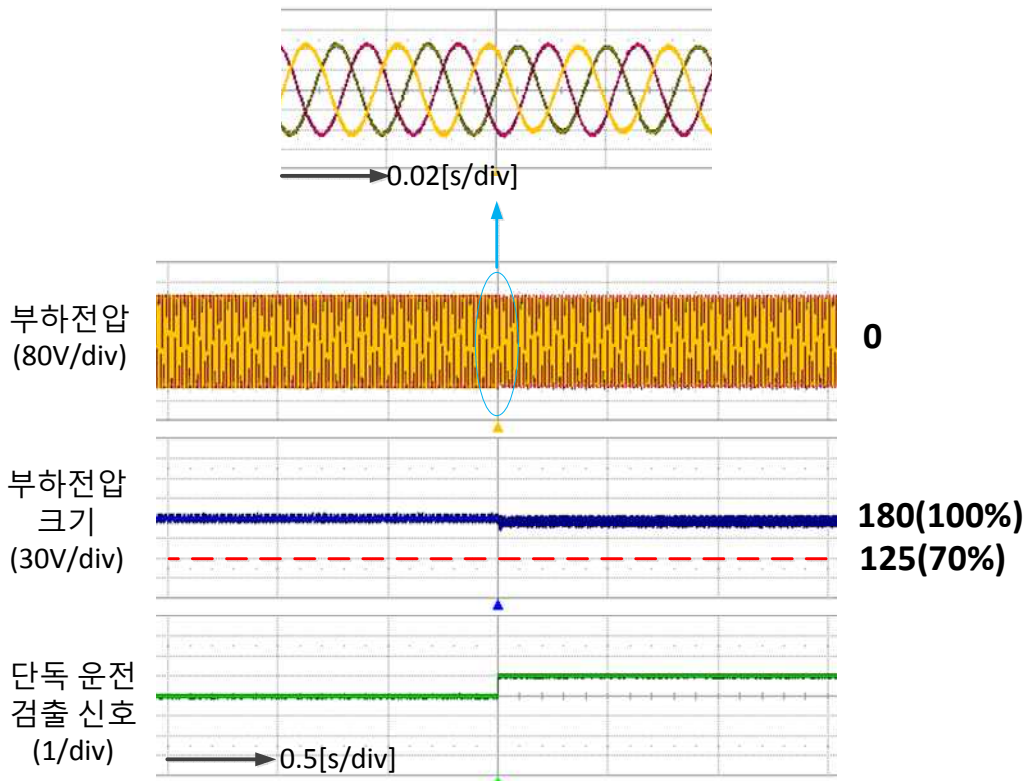 0.02[s/div]
부하전압
(80V/div)
0
부하전압
크기
(30V/div)
180(100%)
125(70%)
단독 운전
검출 신호
(1/div)
0.5[s/div]